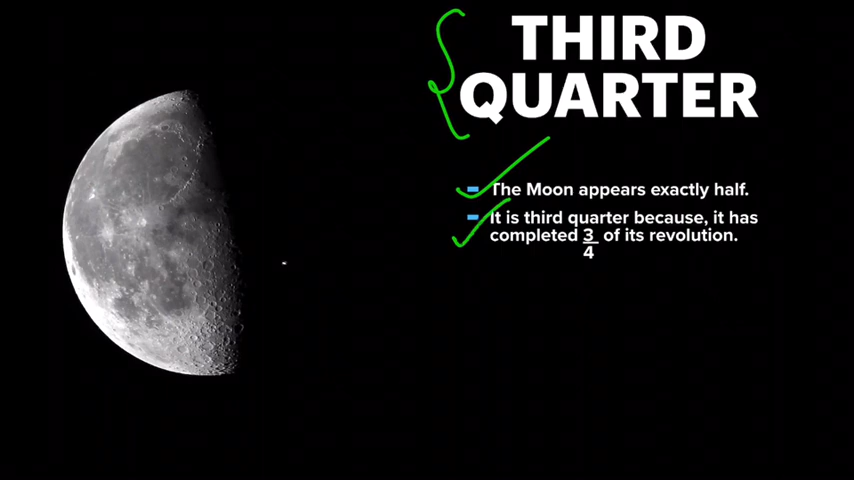 THIRD
QUARTER
The Moon appears exactly half.
It is third quarter because, it has
completed 3/4 of its revolution.